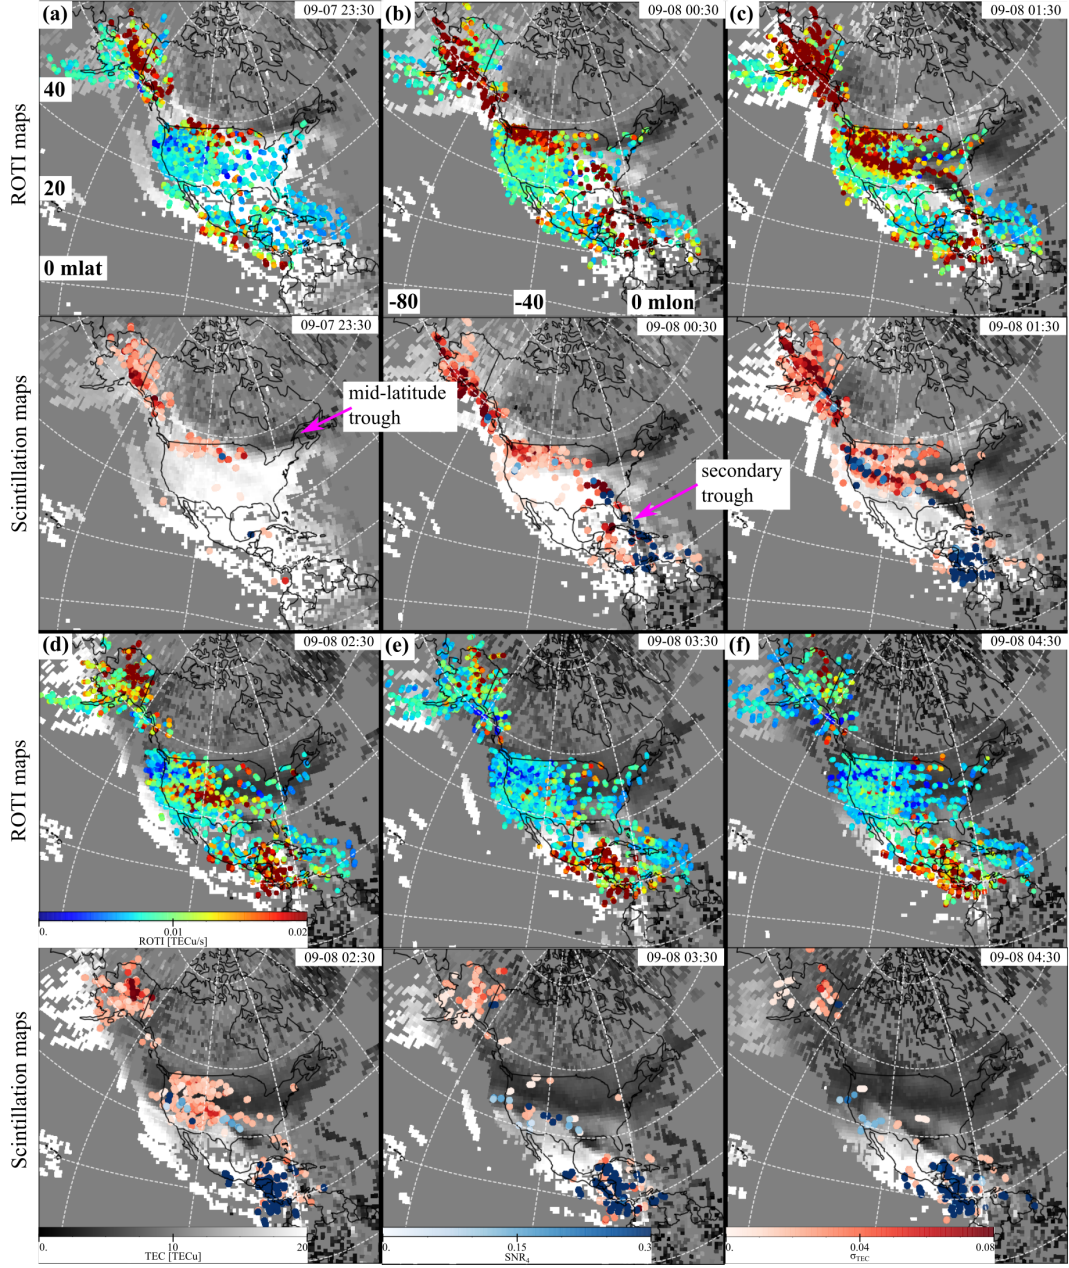 (a)
09-07 23:30
(b)
09-08 00:30
(c)
09-08 01:30
ROTI maps
40
20
0 mlat
-80
-40
0 mlon
09-07 23:30
09-08 00:30
09-08 01:30
Scintillation maps
mid-latitude
trough
secondary
trough
(d)
09-08 02:30
(e)
09-08 03:30
(f)
09-08 04:30
ROTI maps
0.
0.01
0.02
ROTI [TECu/s]
09-08 02:30
09-08 03:30
09-08 04:30
Scintillation maps
0.
10
20
TEC [TECu]
0.
0.15
0.3
SNR₄
0.
0.04
0.08
σTEC